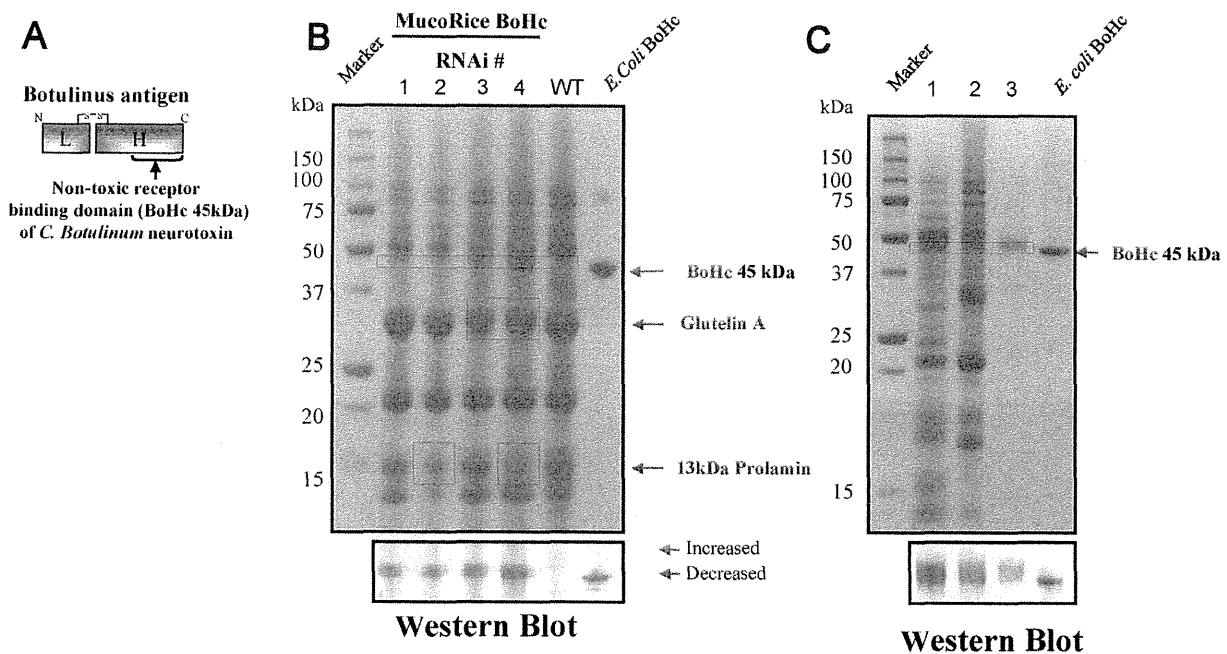 A
Botulinus antigen
N
S S
C
L
H
Non-toxic receptor
binding domain (BoHc 45kDa)
of C. Botulinum neurotoxin
B
MucoRice BoHc
RNAi #
Marker
1 2 3 4 WT
E.Coli BoHc
kDa
150
100
75
50
37
25
20
15
BoHc 45 kDa
Glutelin A
13kDa Prolamin
Increased
Decreased
Western Blot
C
Marker
1 2 3
E. coli BoHc
kDa
150
100
75
50
37
25
20
15
BoHc 45 kDa
Western Blot